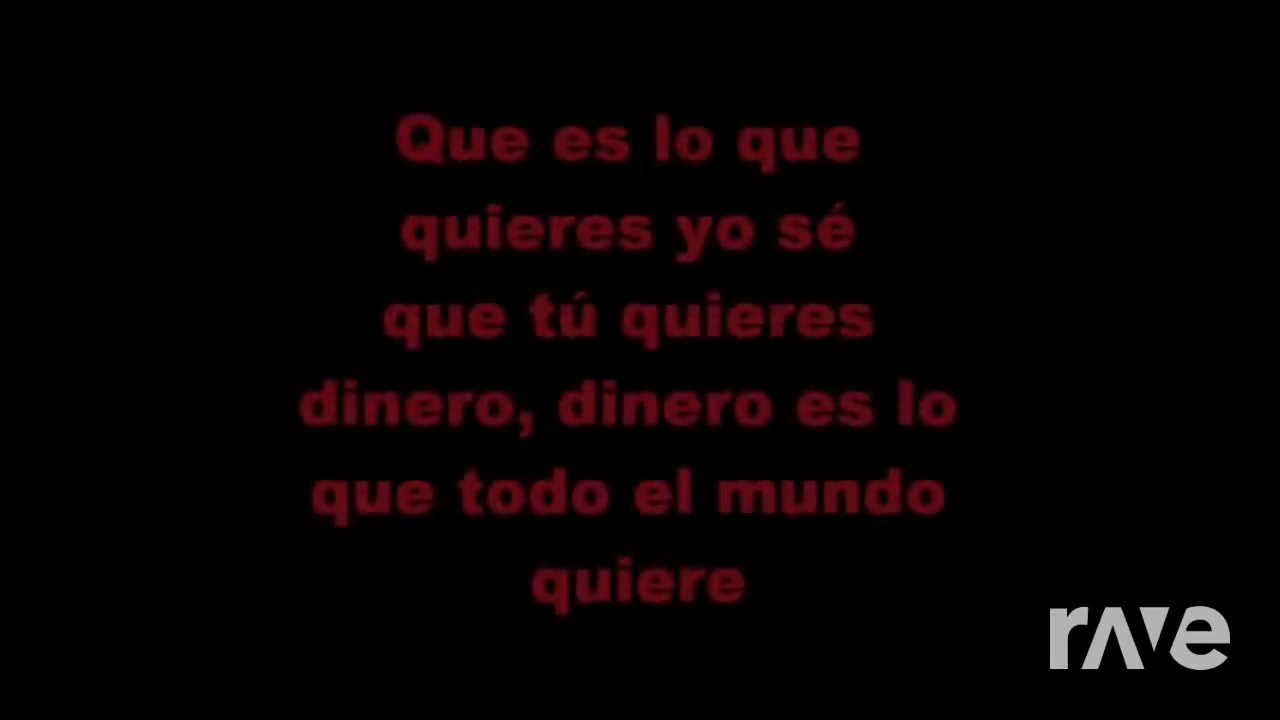 Que es lo que
quieres yo sé
que tú quieres
dinero, dinero es lo
que todo el mundo
quiere
rave